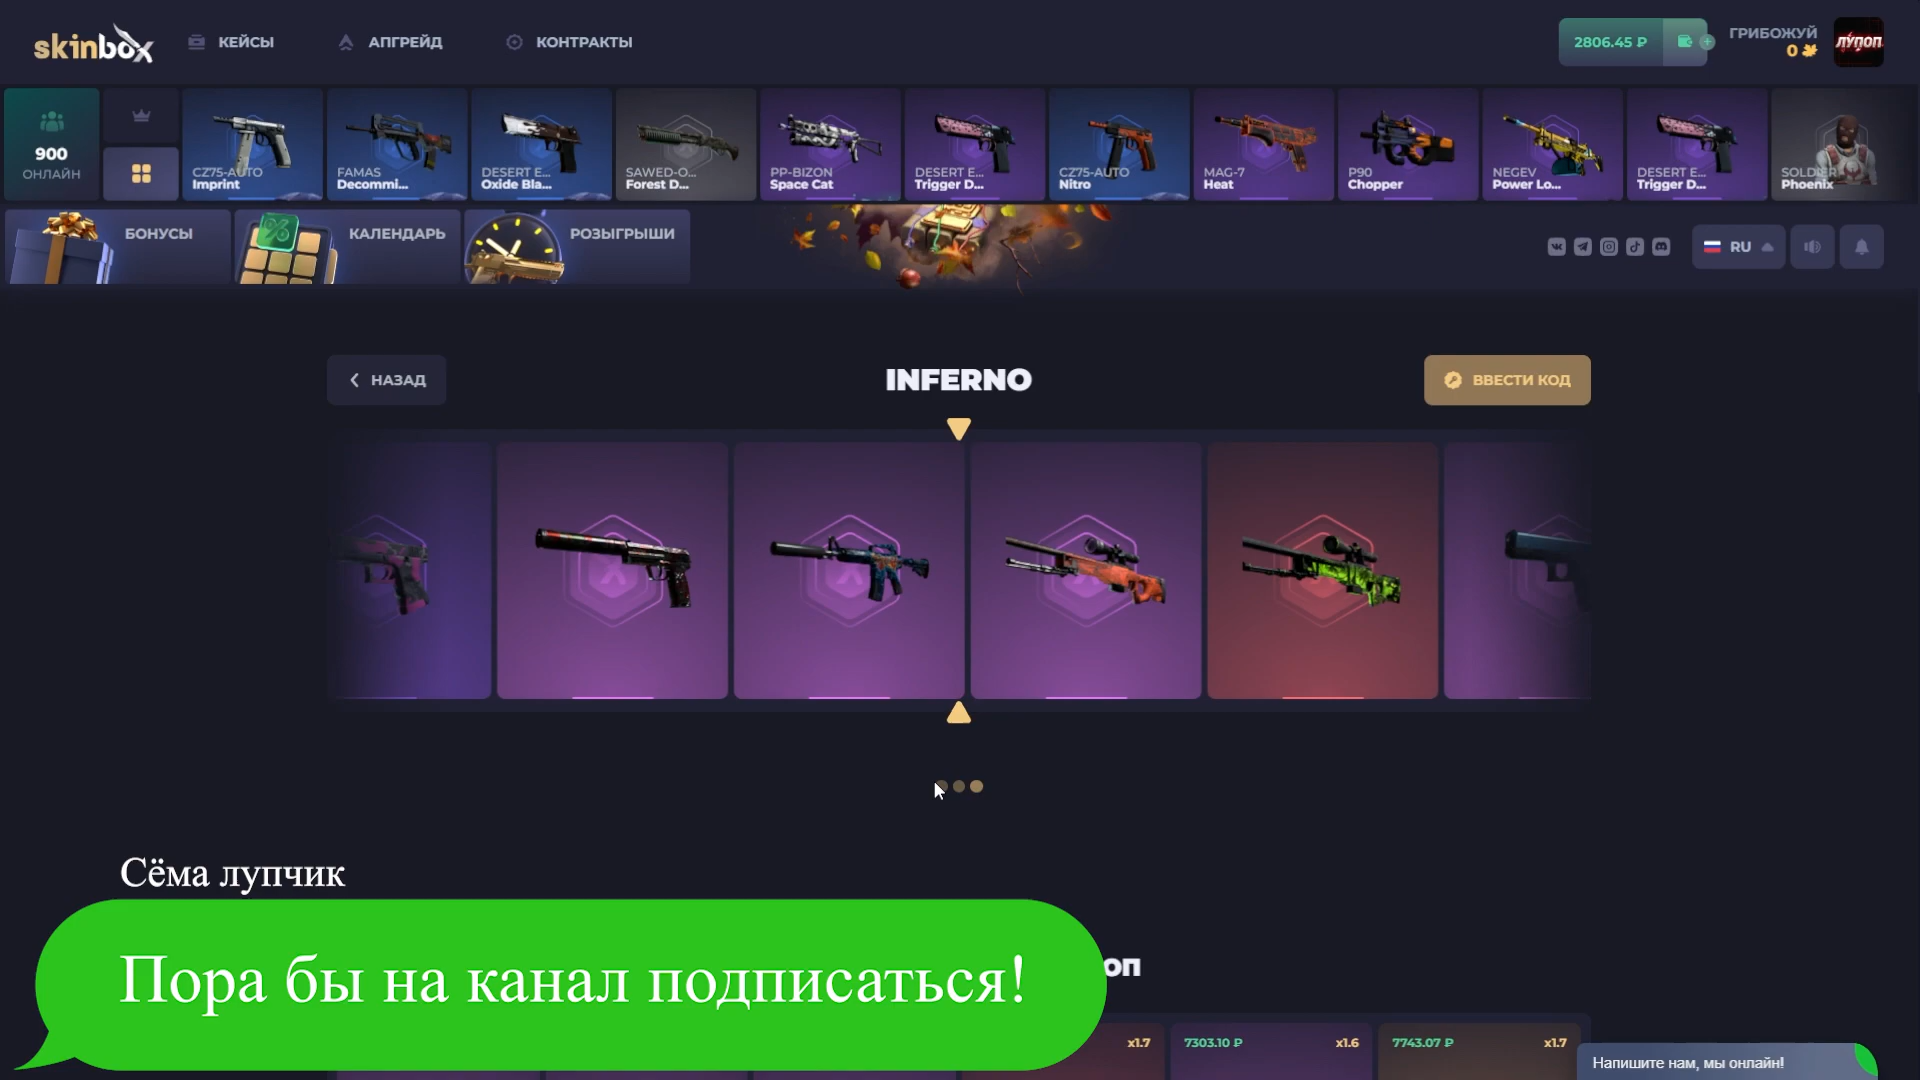 skinbox
КЕЙСЫ
АПГРЕЙД
КОНТРАКТЫ
2806.45 ₽
ГРИБОЖУЙ
0
ЛУПОП
900
ОНЛАЙН
CZ75-AUTO
Imprint
FAMAS
Decommi...
DESERT E...
Oxide Bla...
SAWED-O...
Forest D...
PP-BIZON
Space Cat
DESERT E...
Trigger D...
CZ75-AUTO
Nitro
MAG-7
Heat
P90
Chopper
NEGEV
Power Lo...
DESERT E...
Trigger D...
SOLDIER
Phoenix
БОНУСЫ
КАЛЕНДАРЬ
РОЗЫГРЫШИ
RU
НАЗАД
INFERNO
ВВЕСТИ КОД
Сёма лупчик
Пора бы на канал подписаться!
оп
x1.7
7303.10 ₽
x1.6
7743.07 ₽
x1.7
Напишите нам, мы онлайн!